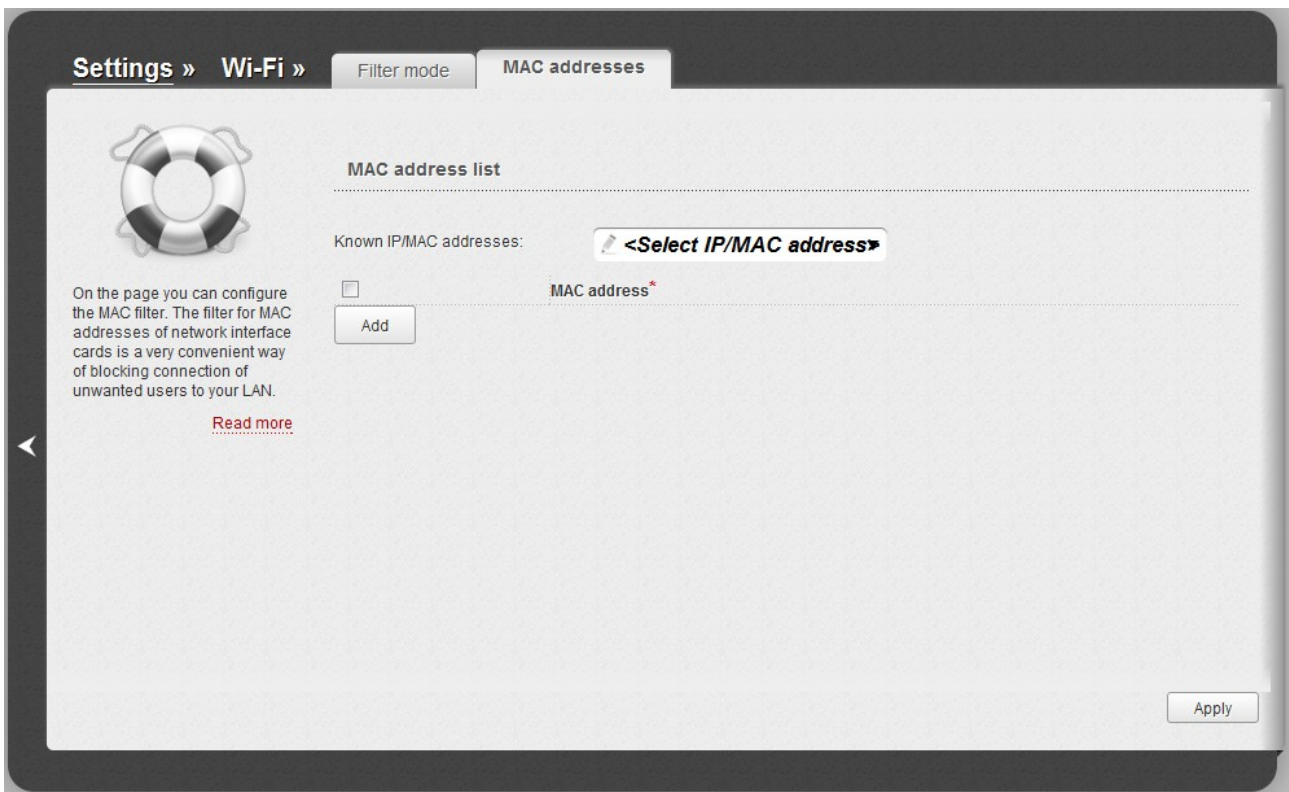 Settings » Wi-Fi » Filter mode MAC addresses
MAC address list
Known IP/MAC addresses: <Select IP/MAC address>
MAC address*
Add
On the page you can configure
the MAC filter. The filter for MAC
addresses of network interface
cards is a very convenient way
of blocking connection of
unwanted users to your LAN.
Read more
Apply